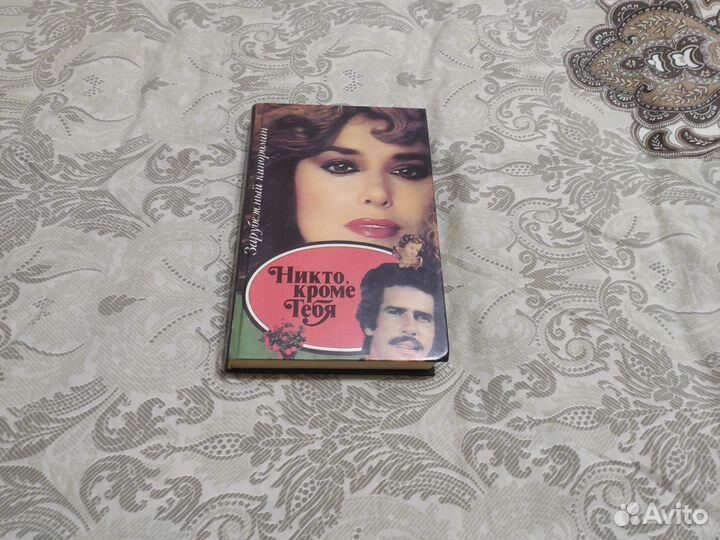 Зарубежный кинороман
Никто,
кроме
Тебя
Avito